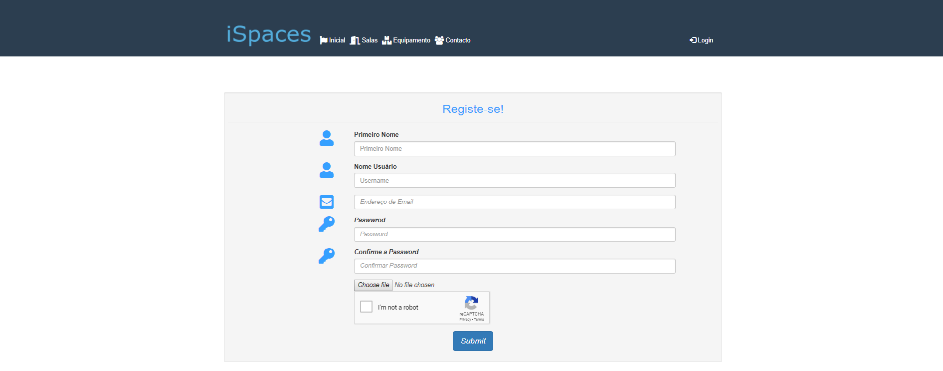 iSpaces Inicial Salas Equipamento Contacto Login
Registe-se!
Primeiro Nome
Primeiro Nome
Nome Usuário
Username
Endereço de Email
Password
Password
Confirme a Password
Confirmar Password
Choose file No file chosen
I'm not a robot
reCAPTCHA
Privacy - Terms
Submit